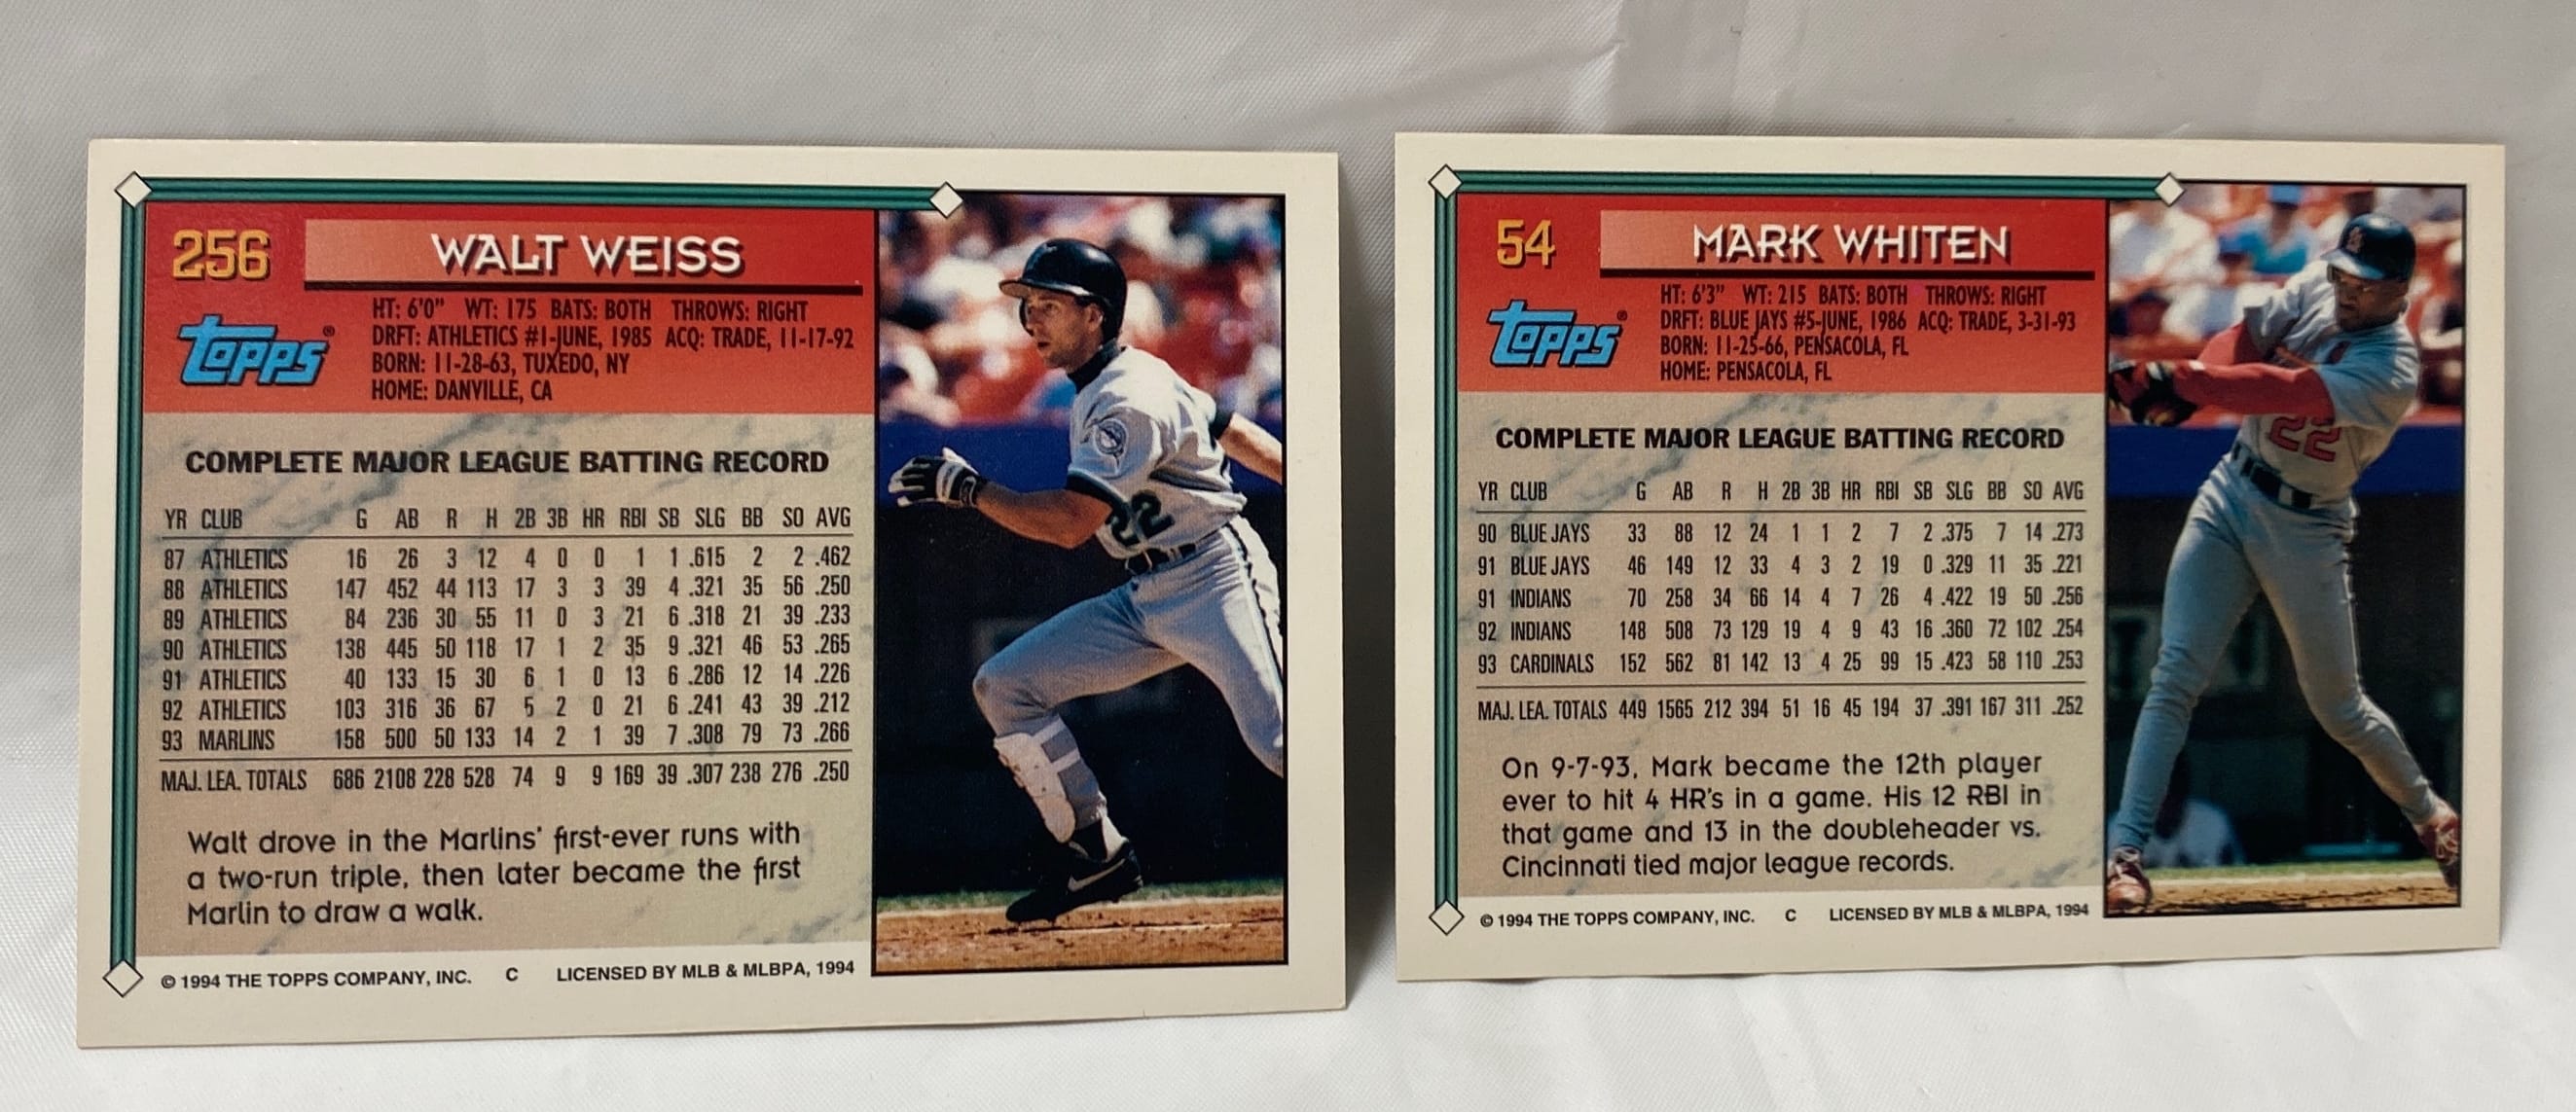 256
WALT WEISS
Topps®
HT: 6'0" WT: 175 BATS: BOTH THROWS: RIGHT
DRFT: ATHLETICS #1-JUNE, 1985 ACQ: TRADE, 11-17-92
BORN: 11-28-63, TUXEDO, NY
HOME: DANVILLE, CA
COMPLETE MAJOR LEAGUE BATTING RECORD
YR CLUB G AB R H 2B 3B HR RBI SB SLG BB SO AVG
87 ATHLETICS 16 26 3 12 4 0 0 1 1 .615 2 2 .462
88 ATHLETICS 147 452 44 113 17 3 3 39 4 .321 35 56 .250
89 ATHLETICS 84 236 30 55 11 0 3 21 6 .318 21 39 .233
90 ATHLETICS 138 445 50 118 17 1 2 35 9 .321 46 53 .265
91 ATHLETICS 40 133 15 30 6 1 0 13 6 .286 12 14 .226
92 ATHLETICS 103 316 36 67 5 2 0 21 6 .241 43 39 .212
93 MARLINS 158 500 50 133 14 2 1 39 7 .308 79 73 .266
MAJ. LEA. TOTALS 686 2108 228 528 74 9 9 169 39 .307 238 276 .250
Walt drove in the Marlins' first-ever runs with
a two-run triple, then later became the first
Marlin to draw a walk.
© 1994 THE TOPPS COMPANY, INC. C LICENSED BY MLB & MLBPA, 1994
22
54
MARK WHITEN
Topps®
HT: 6'3" WT: 215 BATS: BOTH THROWS: RIGHT
DRFT: BLUE JAYS #5-JUNE, 1986 ACQ: TRADE, 3-31-93
BORN: 11-25-66, PENSACOLA, FL
HOME: PENSACOLA, FL
COMPLETE MAJOR LEAGUE BATTING RECORD
YR CLUB G AB R H 2B 3B HR RBI SB SLG BB SO AVG
90 BLUE JAYS 33 88 12 24 1 1 2 7 2 .375 7 14 .273
91 BLUE JAYS 46 149 12 33 4 3 2 19 0 .329 11 35 .221
91 INDIANS 70 258 34 66 14 4 7 26 4 .422 19 50 .256
92 INDIANS 148 508 73 129 19 4 9 43 16 .360 72 102 .254
93 CARDINALS 152 562 81 142 13 4 25 99 15 .423 58 110 .253
MAJ. LEA. TOTALS 449 1565 212 394 51 16 45 194 37 .391 167 311 .252
On 9-7-93, Mark became the 12th player
ever to hit 4 HR's in a game. His 12 RBI in
that game and 13 in the doubleheader vs.
Cincinnati tied major league records.
© 1994 THE TOPPS COMPANY, INC. C LICENSED BY MLB & MLBPA, 1994
22